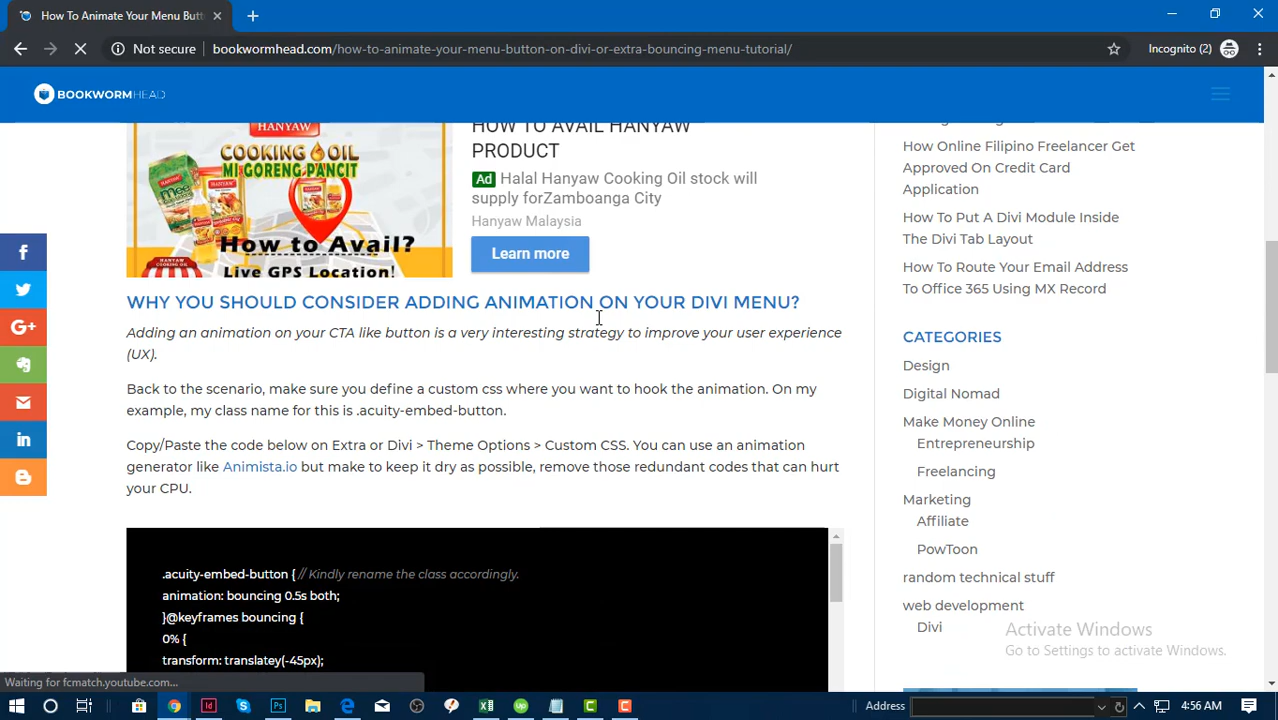 How To Animate Your Menu Butt
Not secure
bookwormhead.com/how-to-animate-your-menu-button-on-divi-or-extra-bouncing-menu-tutorial/
Incognito (2)
BOOKWORMHEAD
HANYAW
COOKING OIL
MI GORENG PANCIT
How to Avail?
Live GPS Location!
HANYAW COOKING OIL
HOW TO AVAIL HANYAW
PRODUCT
Ad Halal Hanyaw Cooking Oil stock will
supply forZamboanga City
Hanyaw Malaysia
Learn more
WHY YOU SHOULD CONSIDER ADDING ANIMATION ON YOUR DIVI MENU?
Adding an animation on your CTA like button is a very interesting strategy to improve your user experience
(UX).
Back to the scenario, make sure you define a custom css where you want to hook the animation. On my
example, my class name for this is .acuity-embed-button.
Copy/Paste the code below on Extra or Divi > Theme Options > Custom CSS. You can use an animation
generator like Animista.io but make to keep it dry as possible, remove those redundant codes that can hurt
your CPU.
.acuity-embed-button { // Kindly rename the class accordingly.
animation: bouncing 0.5s both;
}@keyframes bouncing {
0% {
transform: translatey(-45px);
How Online Filipino Freelancer Get
Approved On Credit Card
Application
How To Put A Divi Module Inside
The Divi Tab Layout
How To Route Your Email Address
To Office 365 Using MX Record
CATEGORIES
Design
Digital Nomad
Make Money Online
Entrepreneurship
Freelancing
Marketing
Affiliate
PowToon
random technical stuff
web development
Divi
Activate Windows
Go to Settings to activate Windows.
Waiting for fcmatch.youtube.com...
Address
4:56 AM